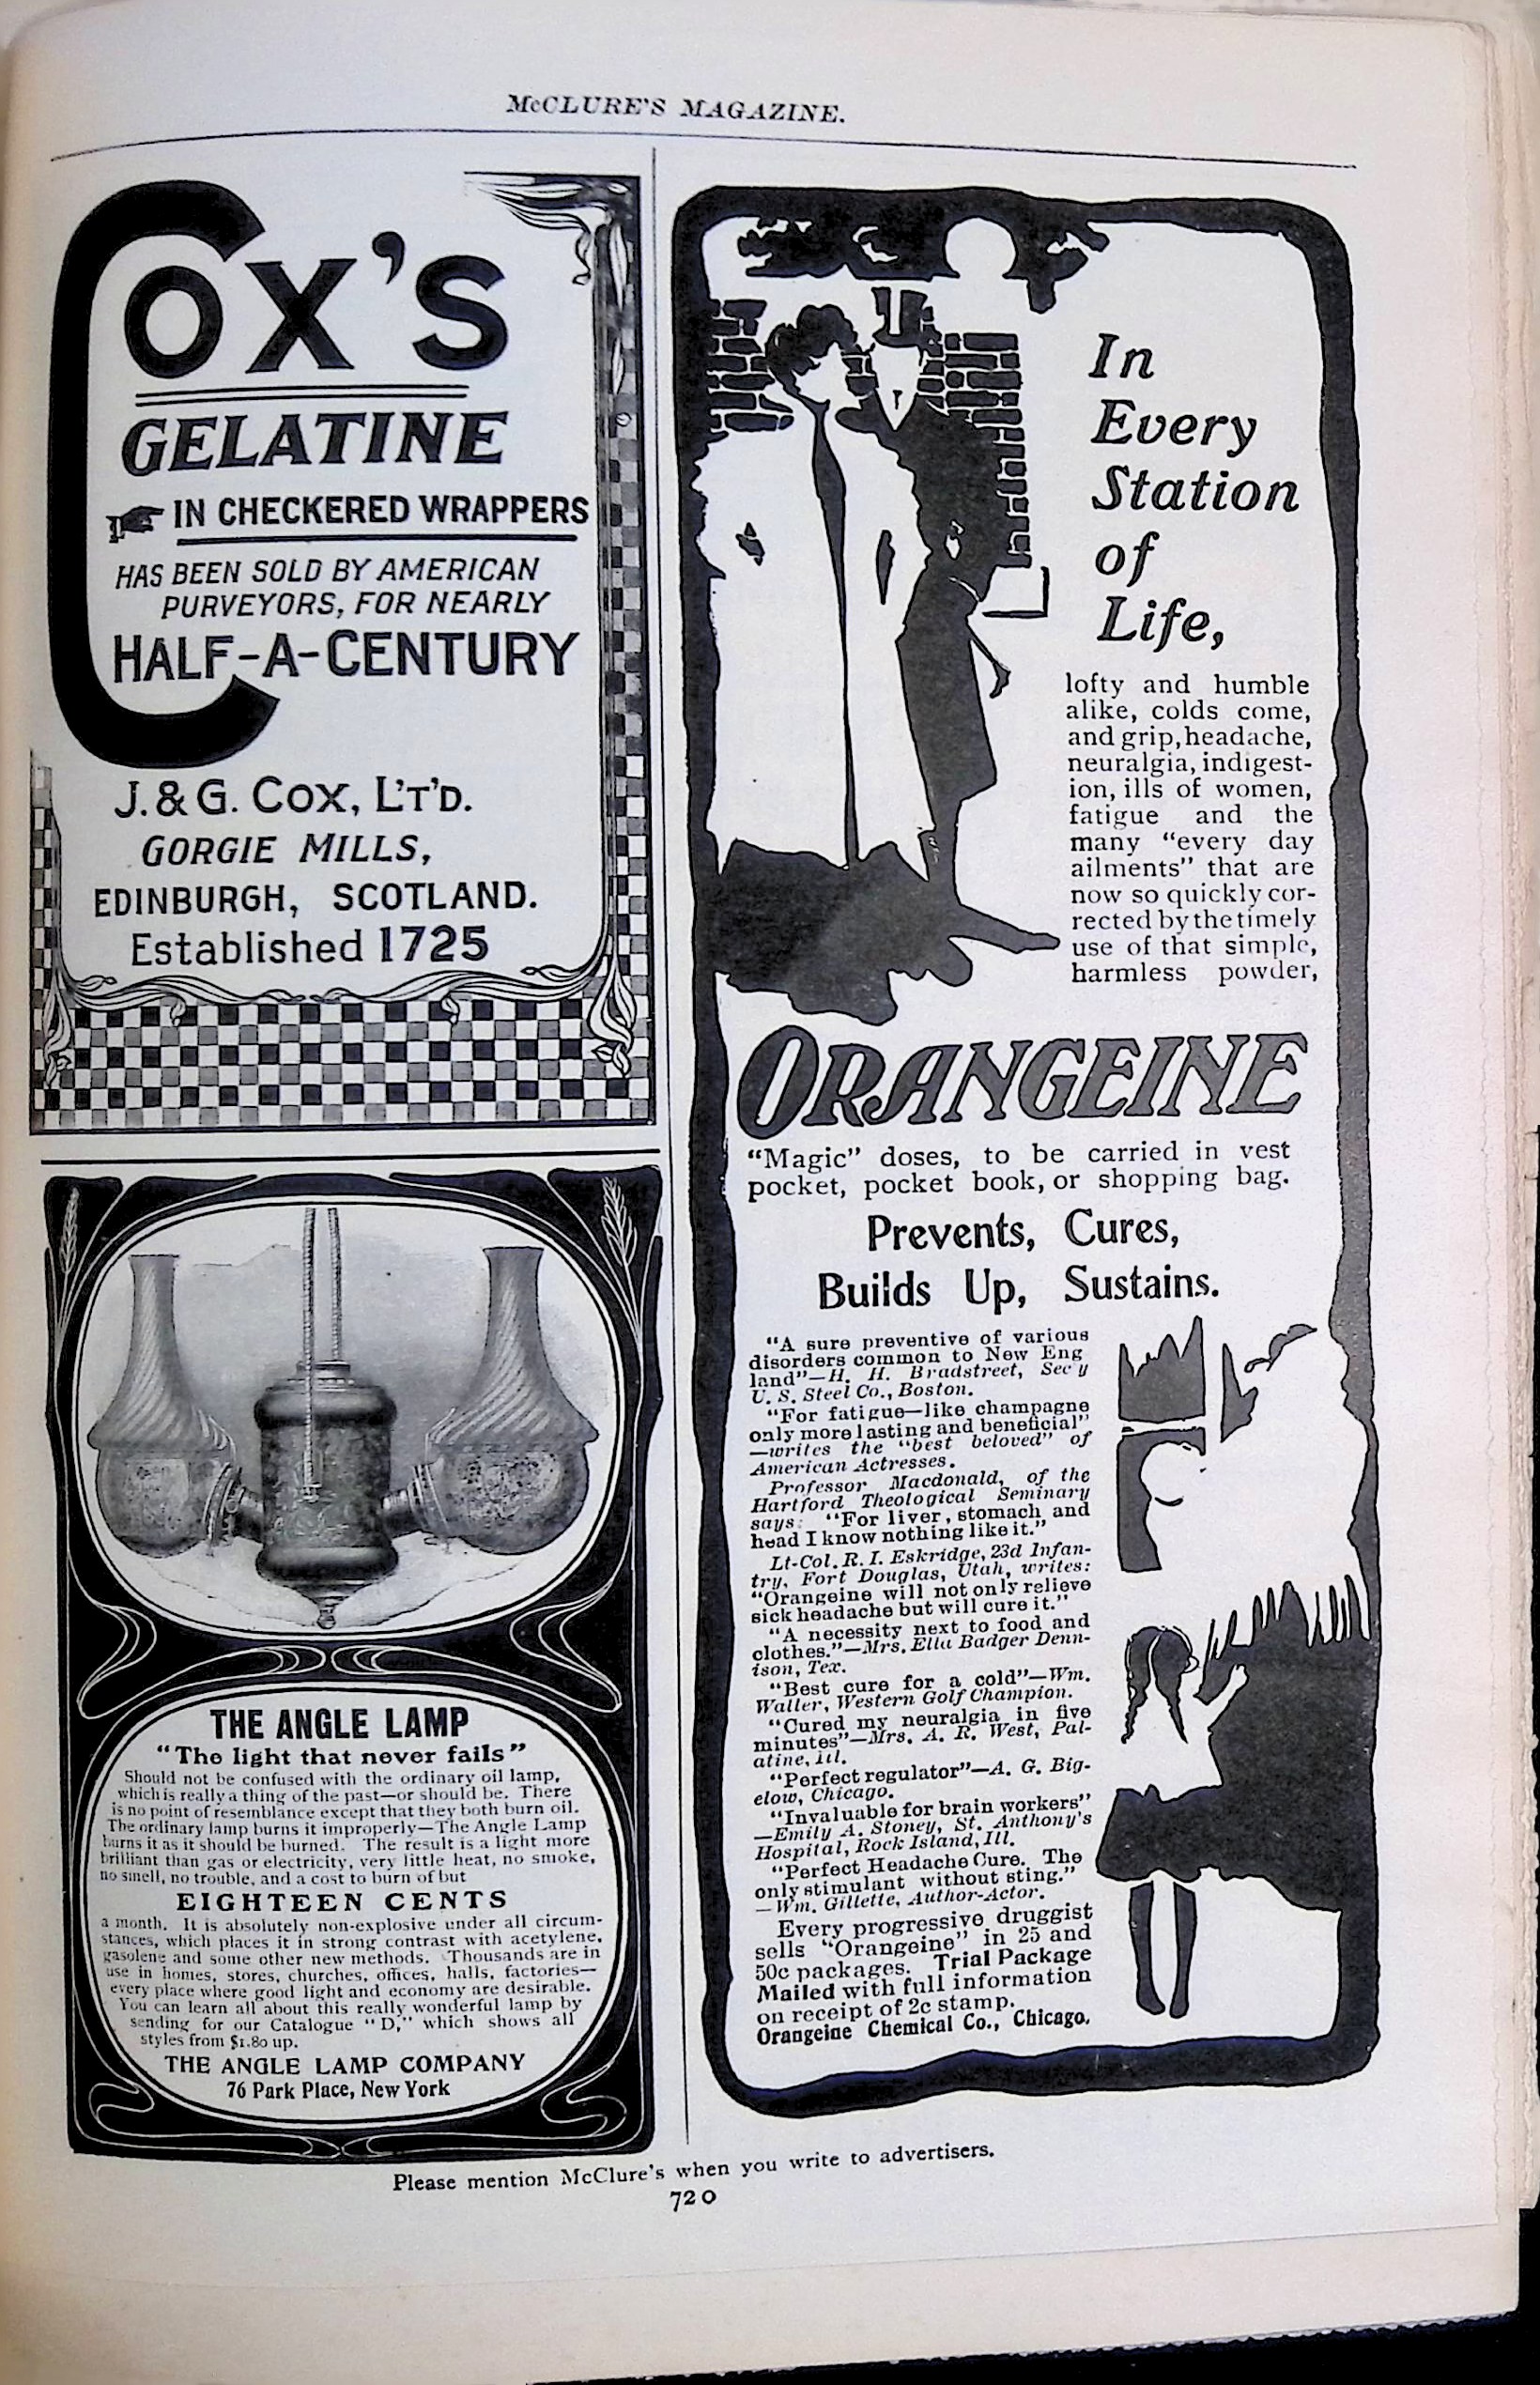 McCLURE'S MAGAZINE.
COX'S
GELATINE
IN CHECKERED WRAPPERS
HAS BEEN SOLD BY AMERICAN
PURVEYORS, FOR NEARLY
HALF-A-CENTURY
J. & G. COX, L'T'D.
GORGIE MILLS,
EDINBURGH, SCOTLAND.
Established 1725
THE ANGLE LAMP
"The light that never fails"
Should not be confused with the ordinary oil lamp,
which is really a thing of the past—or should be. There
is no point of resemblance except that they both burn oil.
The ordinary lamp burns it improperly—The Angle Lamp
burns it as it should be burned. The result is a light more
brilliant than gas or electricity, very little heat, no smoke,
no smell, no trouble, and a cost to burn of but
EIGHTEEN CENTS
a month. It is absolutely non-explosive under all circum-
stances, which places it in strong contrast with acetylene,
gasolene and some other new methods. Thousands are in
use in homes, stores, churches, offices, halls, factories—
every place where good light and economy are desirable.
You can learn all about this really wonderful lamp by
sending for our Catalogue "D," which shows all
styles from $1.80 up.
THE ANGLE LAMP COMPANY
76 Park Place, New York
In
Every
Station
of
Life,
lofty and humble
alike, colds come,
and grip, headache,
neuralgia, indigest-
ion, ills of women,
fatigue and the
many "every day
ailments" that are
now so quickly cor-
rected by the timely
use of that simple,
harmless powder,
ORANGEINE
"Magic" doses, to be carried in vest
pocket, pocket book, or shopping bag.
Prevents, Cures,
Builds Up, Sustains.
"A sure preventive of various
disorders common to New Eng
land"—H. H. Bradstreet, Sec'y
U. S. Steel Co., Boston.
"For fatigue—like champagne
only more lasting and beneficial"
—writes the "best beloved" of
American Actresses.
Professor Macdonald, of the
Hartford Theological Seminary
says: "For liver, stomach and
head I know nothing like it."
Lt-Col. R. I. Eskridge, 23d Infan-
try, Fort Douglas, Utah, writes:
"Orangeine will not only relieve
sick headache but will cure it."
"A necessity next to food and
clothes."—Mrs. Ella Badger Denn-
ison, Tex.
"Best cure for a cold"—Wm.
Waller, Western Golf Champion.
"Cured my neuralgia in five
minutes"—Mrs. A. R. West, Pal-
atine, Ill.
"Perfect regulator"—A. G. Big-
elow, Chicago.
"Invaluable for brain workers"
—Emily A. Stoney, St. Anthony's
Hospital, Rock Island, Ill.
"Perfect Headache Cure. The
only stimulant without sting."
—Wm. Gillette, Author-Actor.
Every progressive druggist
sells "Orangeine" in 25 and
50c packages. Trial Package
Mailed with full information
on receipt of 2c stamp.
Orangeine Chemical Co., Chicago.
Please mention McClure's when you write to advertisers.
720